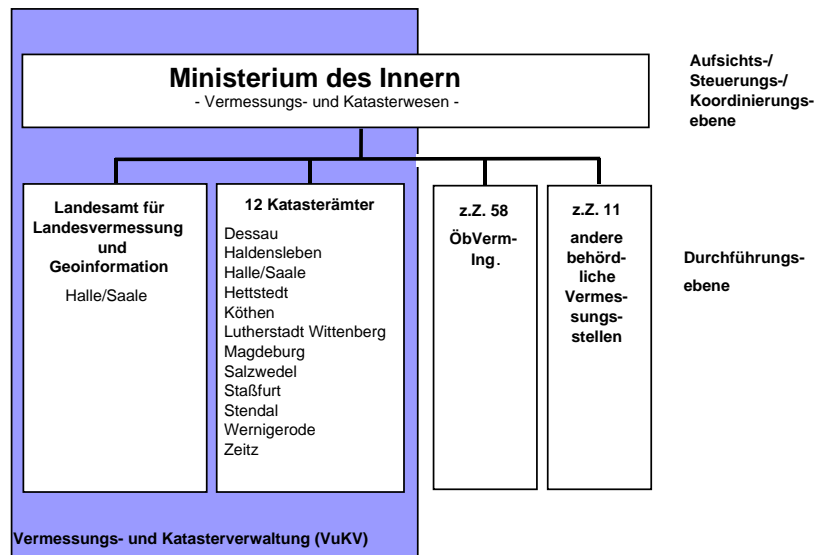 Ministerium des Innern
- Vermessungs- und Katasterwesen -
Aufsichts-/
Steuerungs-/
Koordinierungs-
ebene
Landesamt für
Landesvermessung
und
Geoinformation
Halle/Saale
12 Katasterämter
Dessau
Haldensleben
Halle/Saale
Hettstedt
Köthen
Lutherstadt Wittenberg
Magdeburg
Salzwedel
Staßfurt
Stendal
Wernigerode
Zeitz
z.Z. 58
ÖbVerm-
Ing.
z.Z. 11
andere
behörd-
liche
Vermes-
sungs-
stellen
Durchführungs-
ebene
Vermessungs- und Katasterverwaltung (VuKV)